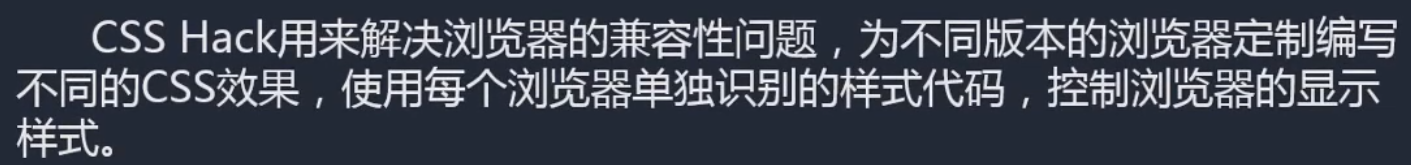 CSS Hack用来解决浏览器的兼容性问题，为不同版本的浏览器定制编写
不同的CSS效果，使用每个浏览器单独识别的样式代码，控制浏览器的显示
样式。